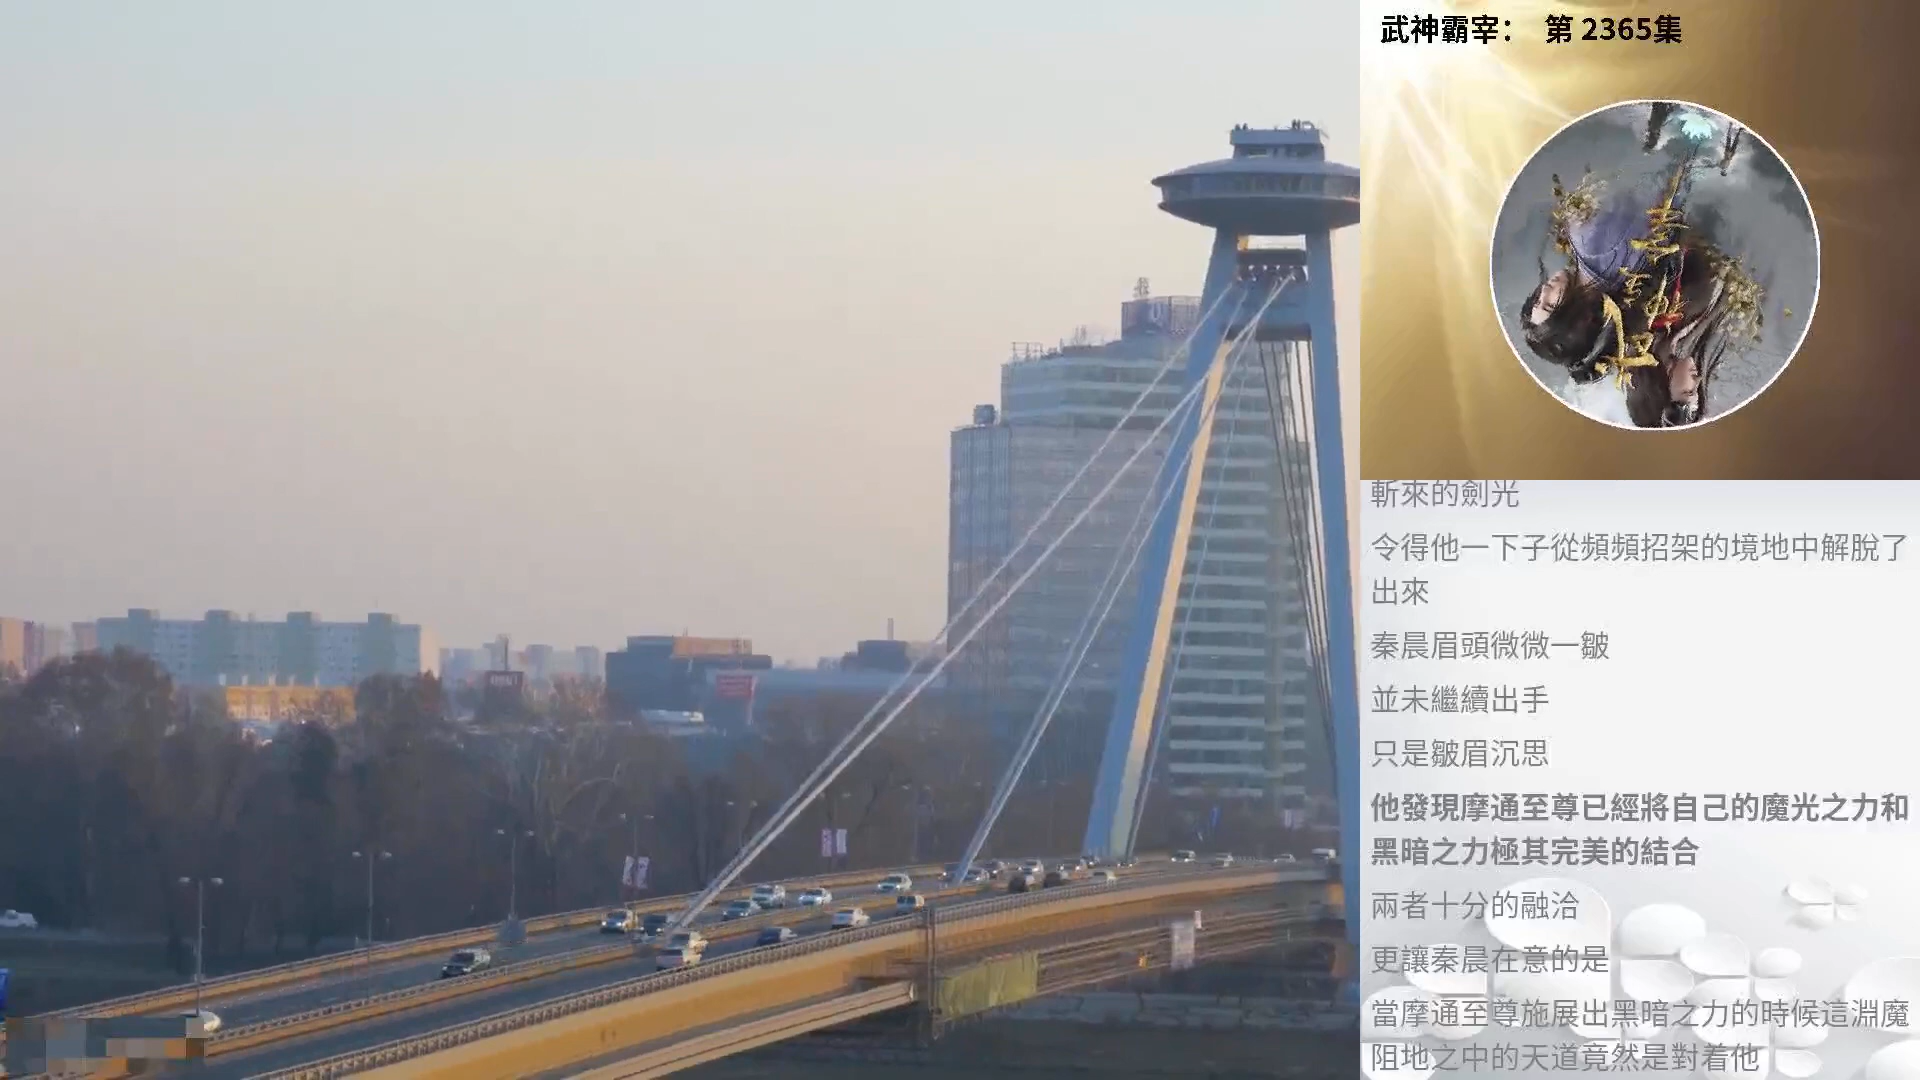 武神霸宰： 第 2365集
斬來的劍光
令得他一下子從頻頻招架的境地中解脫了
出來
秦晨眉頭微微一皺
並未繼續出手
只是皺眉沉思
他發現摩通至尊已經將自己的魔光之力和
黑暗之力極其完美的結合
兩者十分的融洽
更讓秦晨在意的是
當摩通至尊施展出黑暗之力的時候這淵魔
阻地之中的天道竟然是對着他